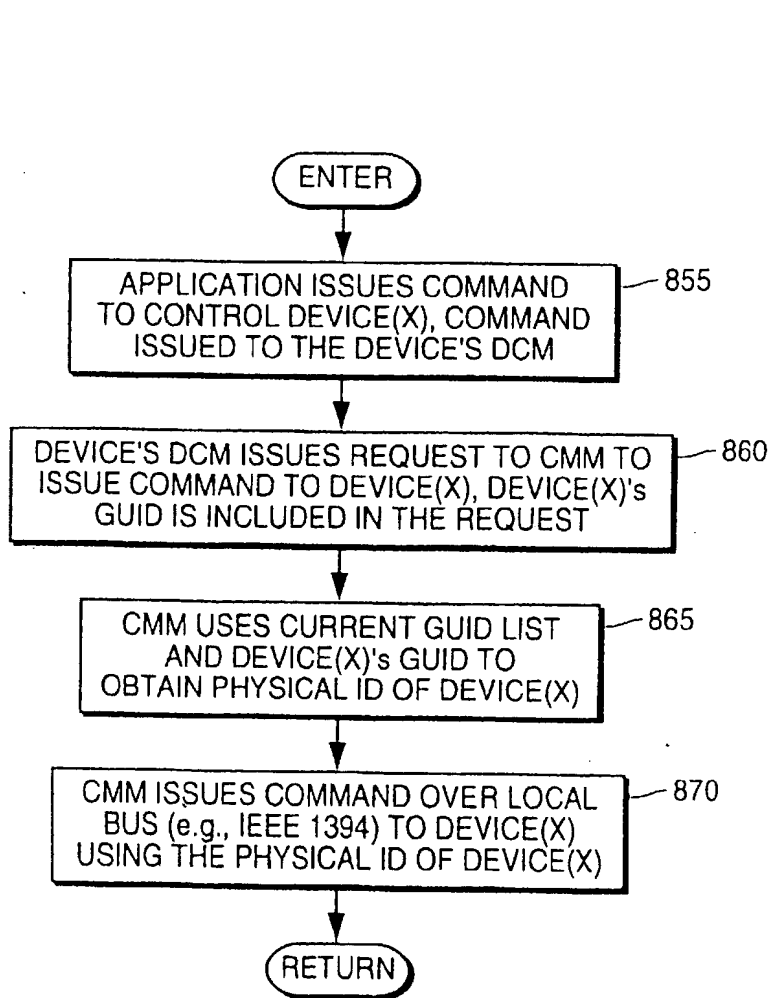 ENTER
APPLICATION ISSUES COMMAND
TO CONTROL DEVICE(X), COMMAND
ISSUED TO THE DEVICE'S DCM
855
DEVICE'S DCM ISSUES REQUEST TO CMM TO
ISSUE COMMAND TO DEVICE(X), DEVICE(X)'s
GUID IS INCLUDED IN THE REQUEST
860
CMM USES CURRENT GUID LIST
AND DEVICE(X)'s GUID TO
OBTAIN PHYSICAL ID OF DEVICE(X)
865
CMM ISSUES COMMAND OVER LOCAL
BUS (e.g., IEEE 1394) TO DEVICE(X)
USING THE PHYSICAL ID OF DEVICE(X)
870
RETURN